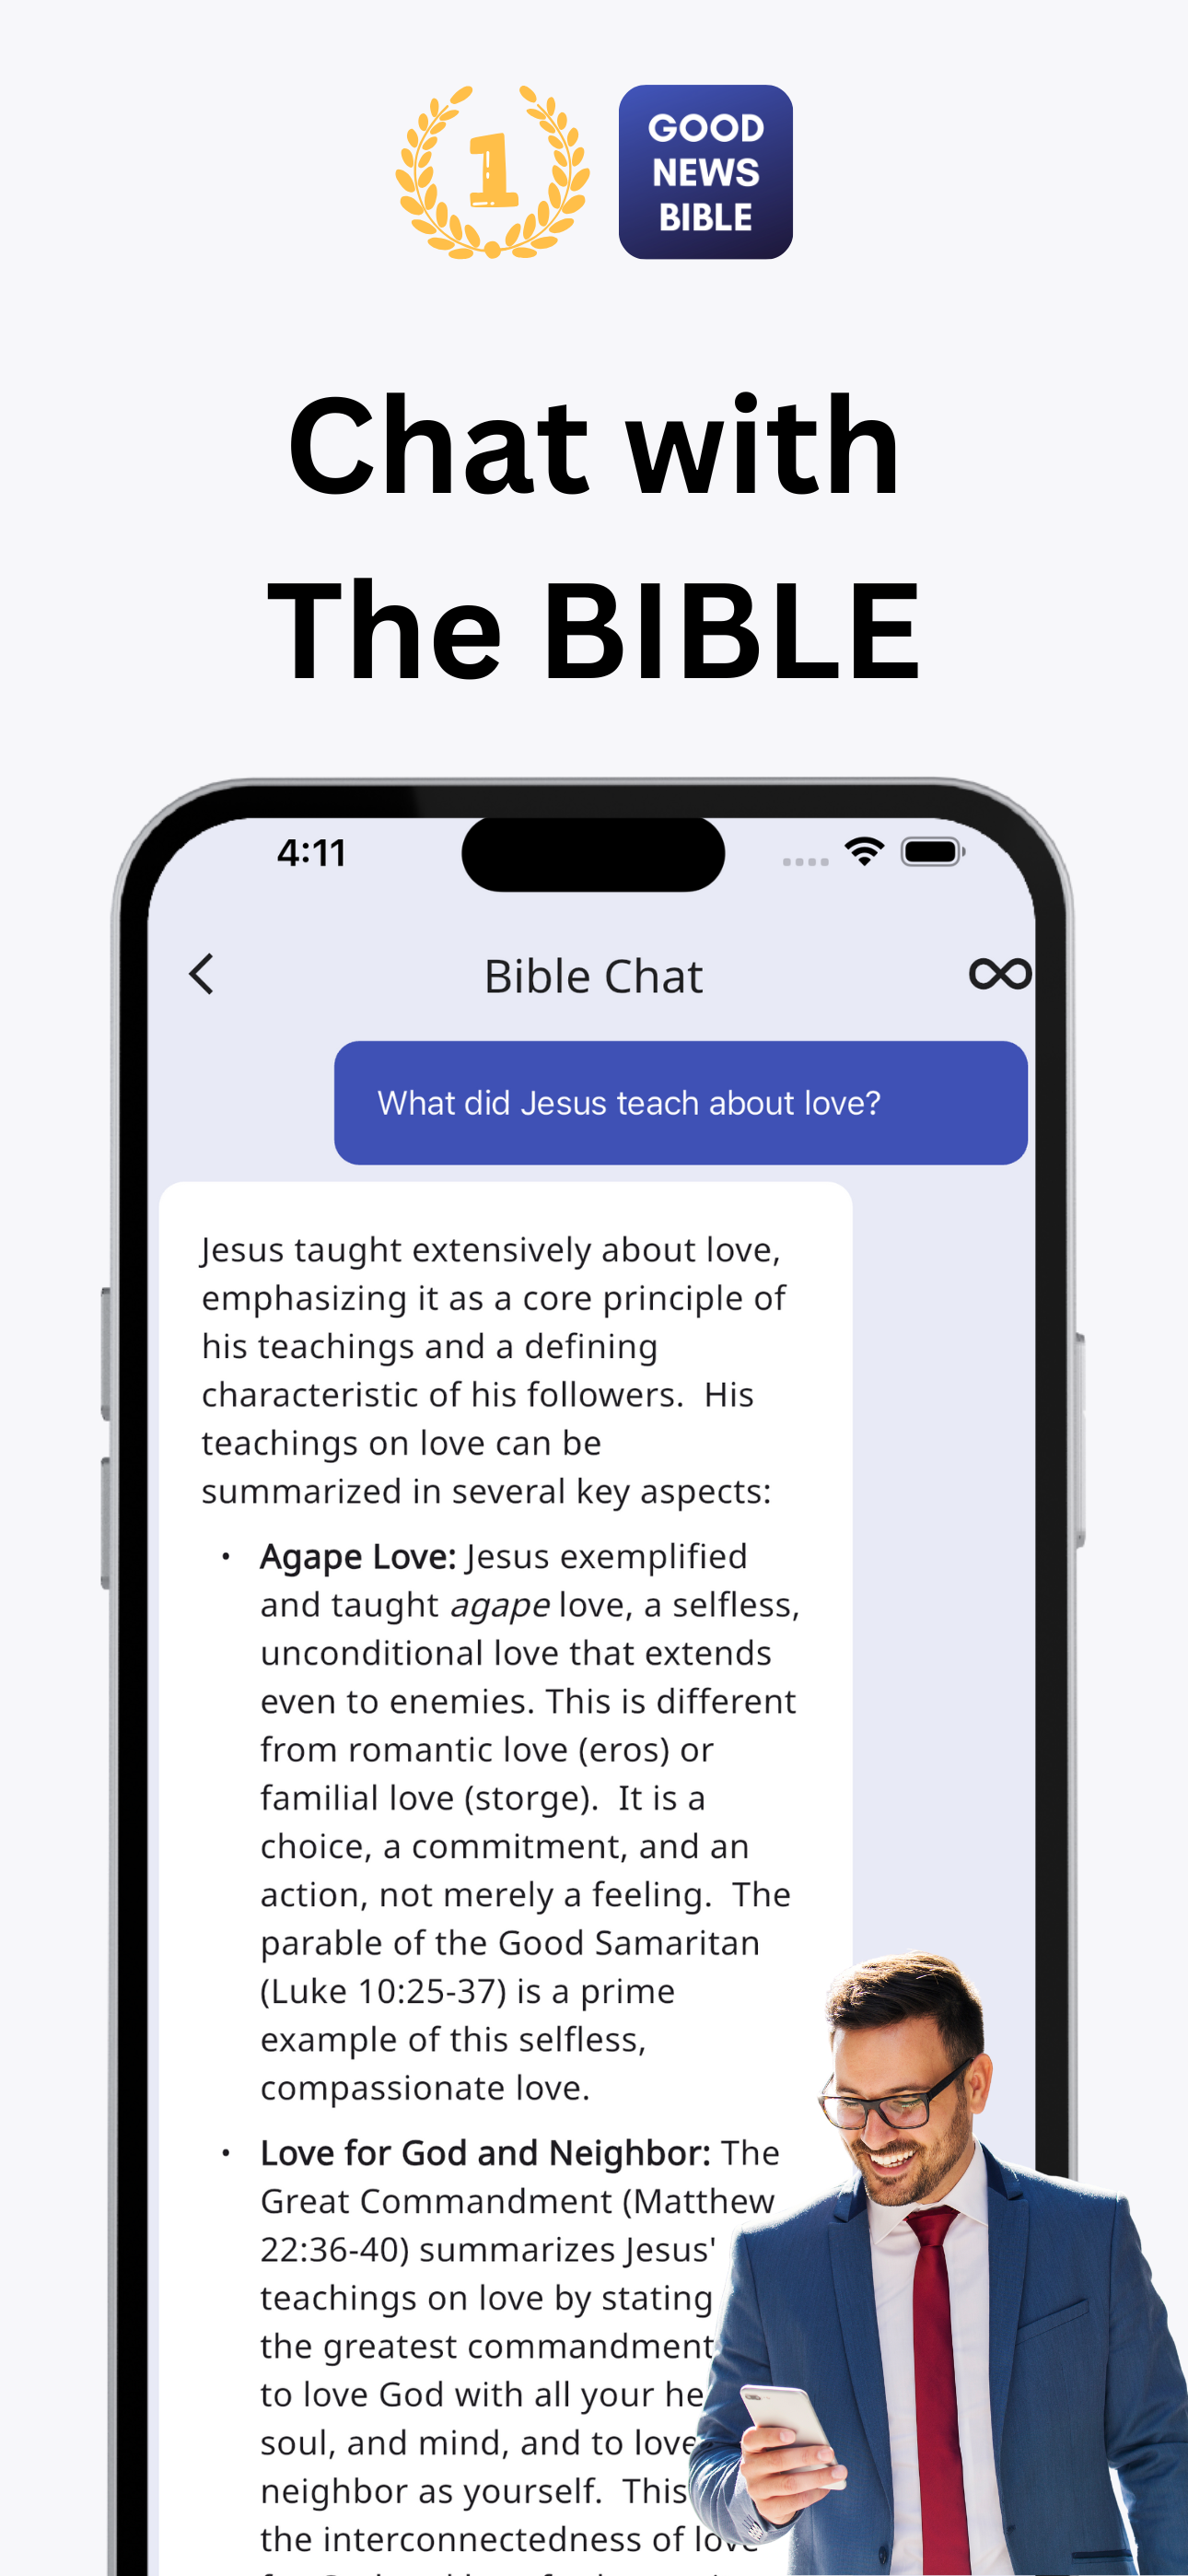 1
GOOD
NEWS
BIBLE
Chat with
The BIBLE
4:11
Bible Chat
What did Jesus teach about love?
Jesus taught extensively about love,
emphasizing it as a core principle of
his teachings and a defining
characteristic of his followers.  His
teachings on love can be
summarized in several key aspects:
• Agape Love: Jesus exemplified
and taught agape love, a selfless,
unconditional love that extends
even to enemies. This is different
from romantic love (eros) or
familial love (storge).  It is a
choice, a commitment, and an
action, not merely a feeling.  The
parable of the Good Samaritan
(Luke 10:25-37) is a prime
example of this selfless,
compassionate love.
• Love for God and Neighbor: The
Great Commandment (Matthew
22:36-40) summarizes Jesus'
teachings on love by stating
the greatest commandment
to love God with all your
soul, and mind, and to love
neighbor as yourself.  This
the interconnectedness of love